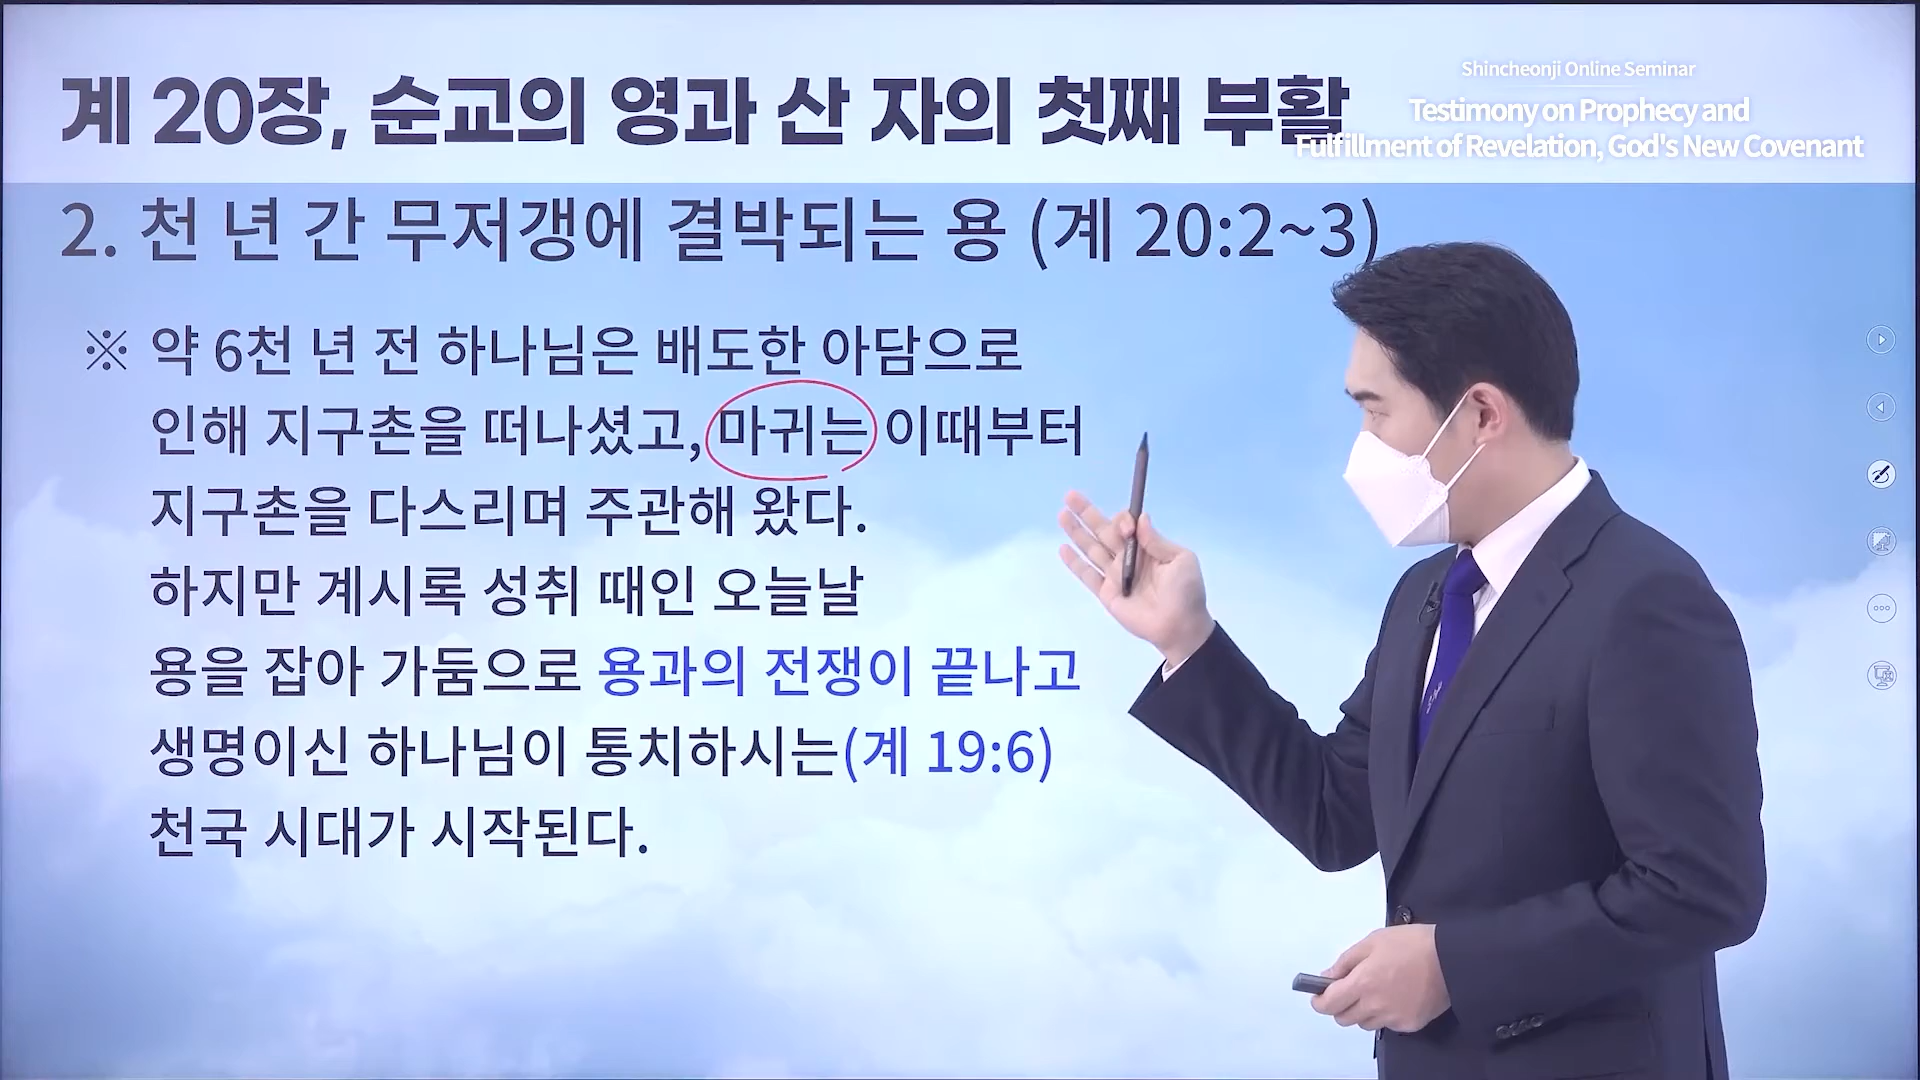 계 20장, 순교의 영과 산 자의 첫째 부활
Shincheonji Online Seminar
Testimony on Prophecy and
Fulfillment of Revelation, God's New Covenant
2. 천 년 간 무저갱에 결박되는 용 (계 20:2~3)
※ 약 6천 년 전 하나님은 배도한 아담으로
인해 지구촌을 떠나셨고, 마귀는 이때부터
지구촌을 다스리며 주관해 왔다.
하지만 계시록 성취 때인 오늘날
용을 잡아 가둠으로 용과의 전쟁이 끝나고
생명이신 하나님이 통치하시는(계 19:6)
천국 시대가 시작된다.